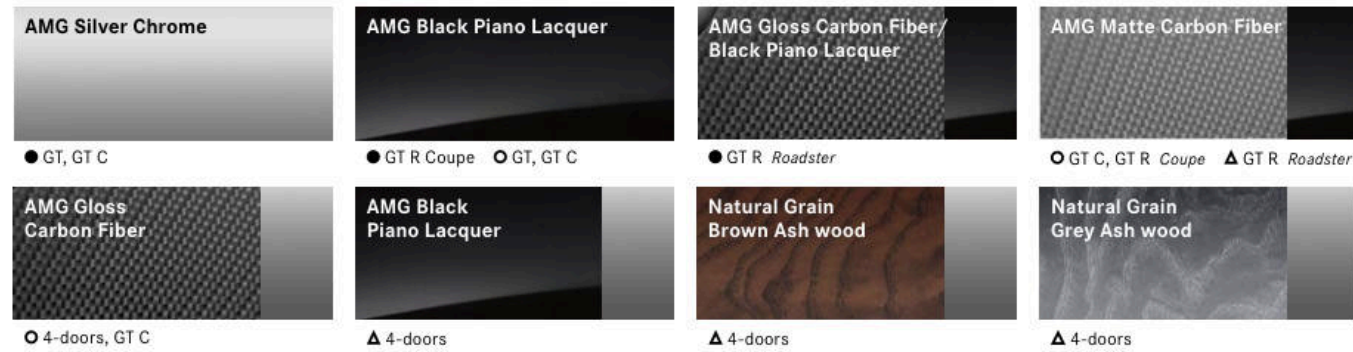 AMG Silver Chrome
AMG Black Piano Lacquer
AMG Gloss Carbon Fiber/
Black Piano Lacquer
AMG Matte Carbon Fiber
● GT, GT C
● GT R Coupe ○ GT, GT C
● GT R Roadster
○ GT C, GT R Coupe △ GT R Roadster
AMG Gloss
Carbon Fiber
AMG Black
Piano Lacquer
Natural Grain
Brown Ash wood
Natural Grain
Grey Ash wood
○ 4-doors, GT C
△ 4-doors
△ 4-doors
△ 4-doors